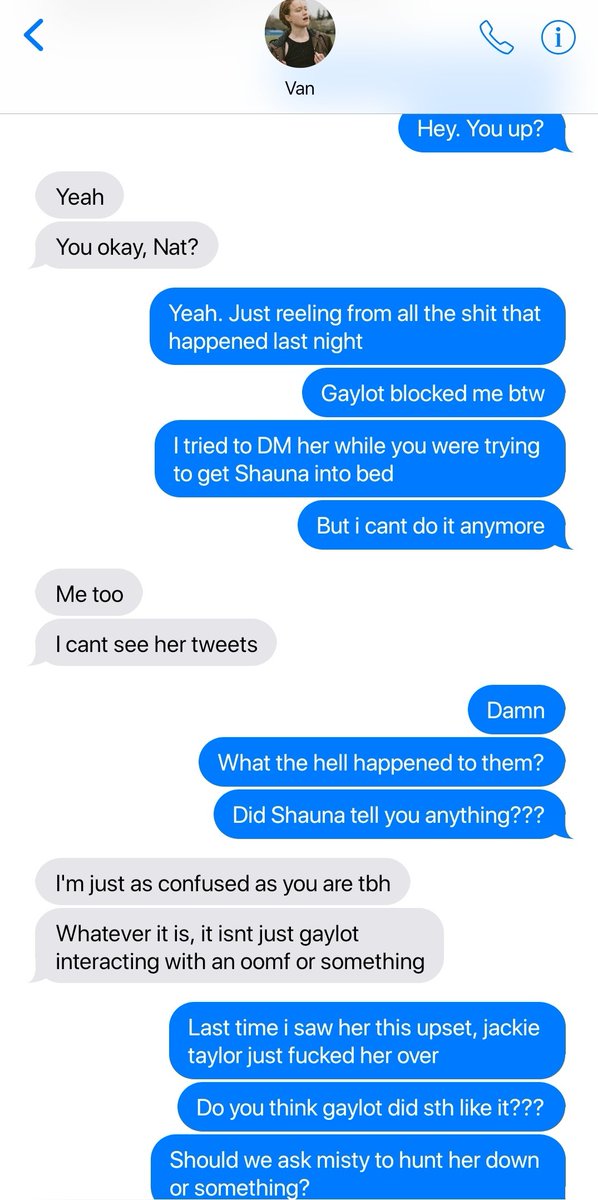 Van
Hey. You up?
Yeah
You okay, Nat?
Yeah. Just reeling from all the shit that
happened last night
Gaylot blocked me btw
I tried to DM her while you were trying
to get Shauna into bed
But i cant do it anymore
Me too
I cant see her tweets
Damn
What the hell happened to them?
Did Shauna tell you anything???
I'm just as confused as you are tbh
Whatever it is, it isnt just gaylot
interacting with an oomf or something
Last time i saw her this upset, jackie
taylor just fucked her over
Do you think gaylot did sth like it???
Should we ask misty to hunt her down
or something?